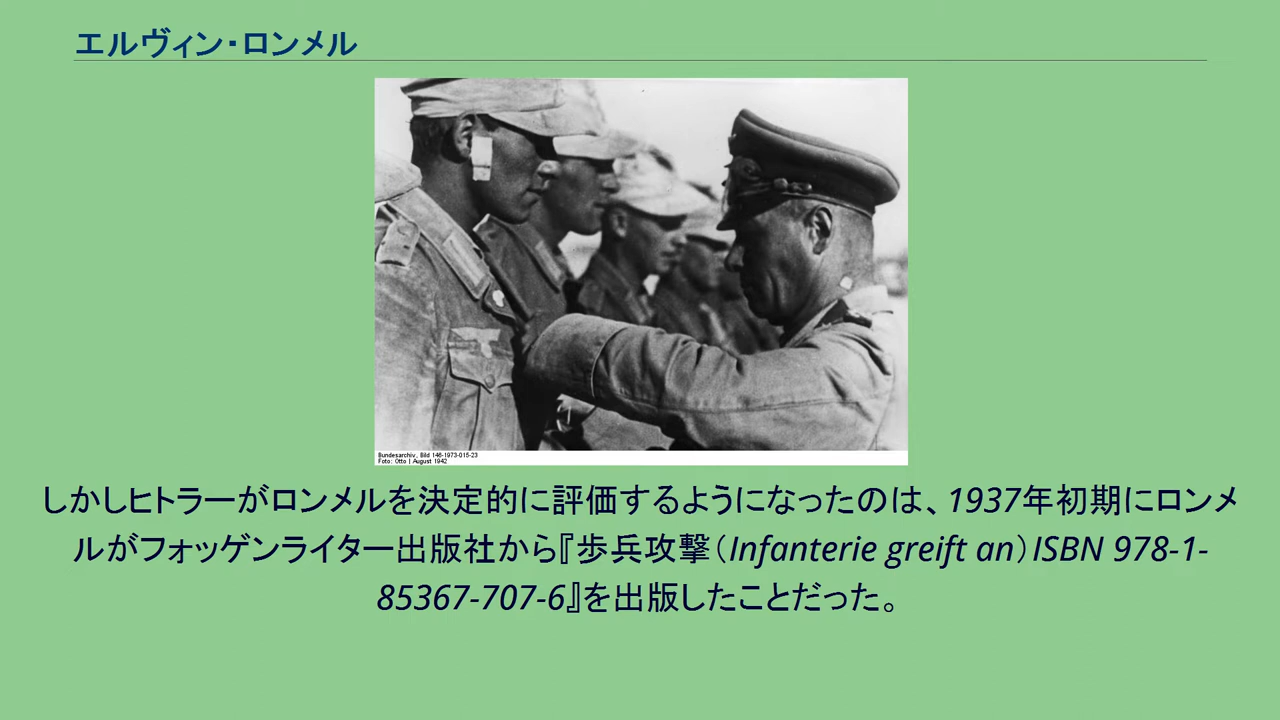 エルヴィン・ロンメル
Bundesarchiv, Bild 146-1973-015-23
Foto: Otto | August 1942
しかしヒトラーがロンメルを決定的に評価するようになったのは、1937年初期にロンメ
ルがフォッゲンライター出版社から『歩兵攻撃（Infanterie greift an）ISBN 978-1-
85367-707-6』を出版したことだった。